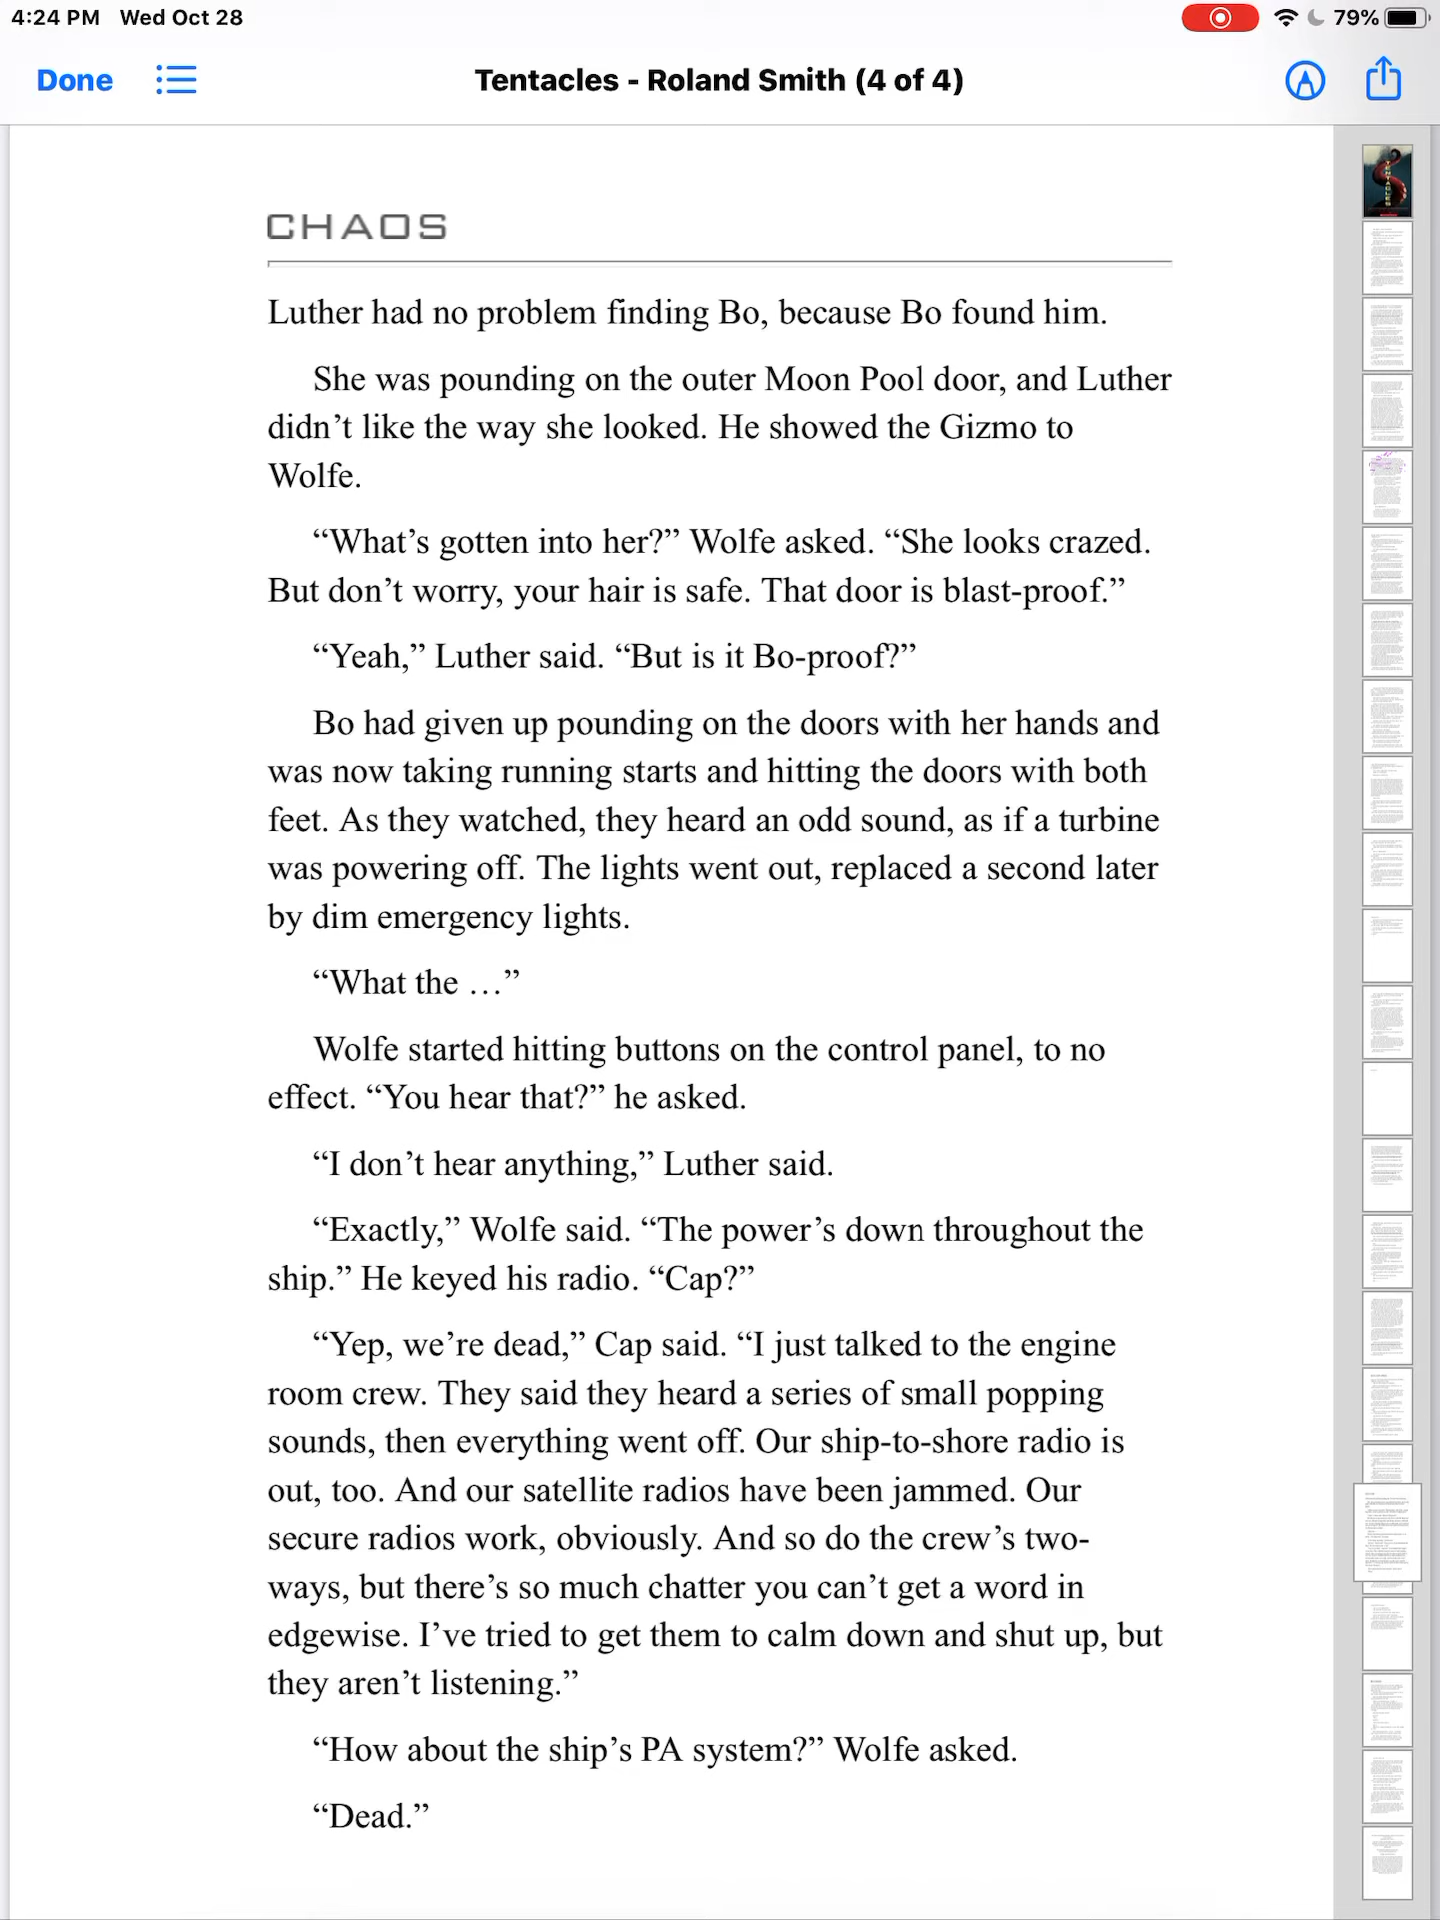 4:24 PM Wed Oct 28
79%
Done
Tentacles - Roland Smith (4 of 4)
CHAOS
Luther had no problem finding Bo, because Bo found him.
She was pounding on the outer Moon Pool door, and Luther
didn’t like the way she looked. He showed the Gizmo to
Wolfe.
“What’s gotten into her?” Wolfe asked. “She looks crazed.
But don’t worry, your hair is safe. That door is blast-proof.”
“Yeah,” Luther said. “But is it Bo-proof?”
Bo had given up pounding on the doors with her hands and
was now taking running starts and hitting the doors with both
feet. As they watched, they heard an odd sound, as if a turbine
was powering off. The lights went out, replaced a second later
by dim emergency lights.
“What the …”
Wolfe started hitting buttons on the control panel, to no
effect. “You hear that?” he asked.
“I don’t hear anything,” Luther said.
“Exactly,” Wolfe said. “The power’s down throughout the
ship.” He keyed his radio. “Cap?”
“Yep, we’re dead,” Cap said. “I just talked to the engine
room crew. They said they heard a series of small popping
sounds, then everything went off. Our ship-to-shore radio is
out, too. And our satellite radios have been jammed. Our
secure radios work, obviously. And so do the crew’s two-
ways, but there’s so much chatter you can’t get a word in
edgewise. I’ve tried to get them to calm down and shut up, but
they aren’t listening.”
“How about the ship’s PA system?” Wolfe asked.
“Dead.”
TENTACLES